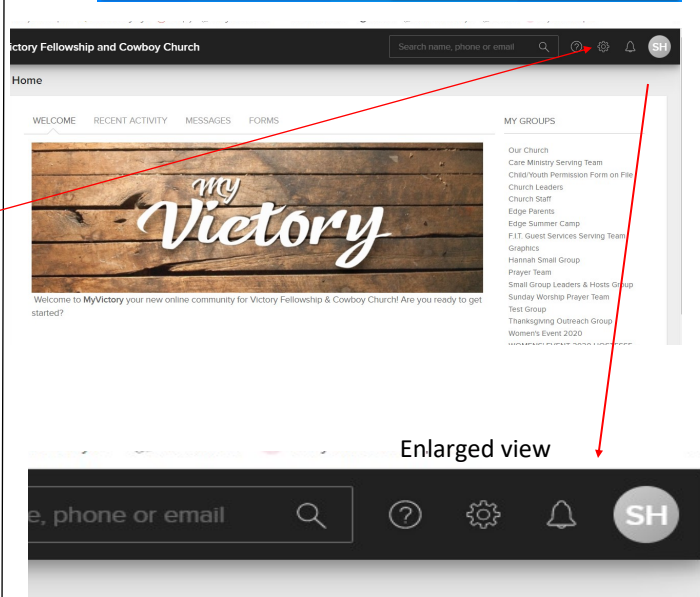 ictory Fellowship and Cowboy Church
Search name, phone or email
SH
Home
WELCOME RECENT ACTIVITY MESSAGES FORMS
MY GROUPS
my
Victory
Welcome to MyVictory your new online community for Victory Fellowship & Cowboy Church! Are you ready to get
started?
Our Church
Care Ministry Serving Team
Child/Youth Permission Form on File
Church Leaders
Church Staff
Edge Parents
Edge Summer Camp
F.I.T. Guest Services Serving Team
Graphics
Hannah Small Group
Prayer Team
Small Group Leaders & Hosts Group
Sunday Worship Prayer Team
Test Group
Thanksgiving Outreach Group
Women's Event 2020
Enlarged view
e, phone or email
SH